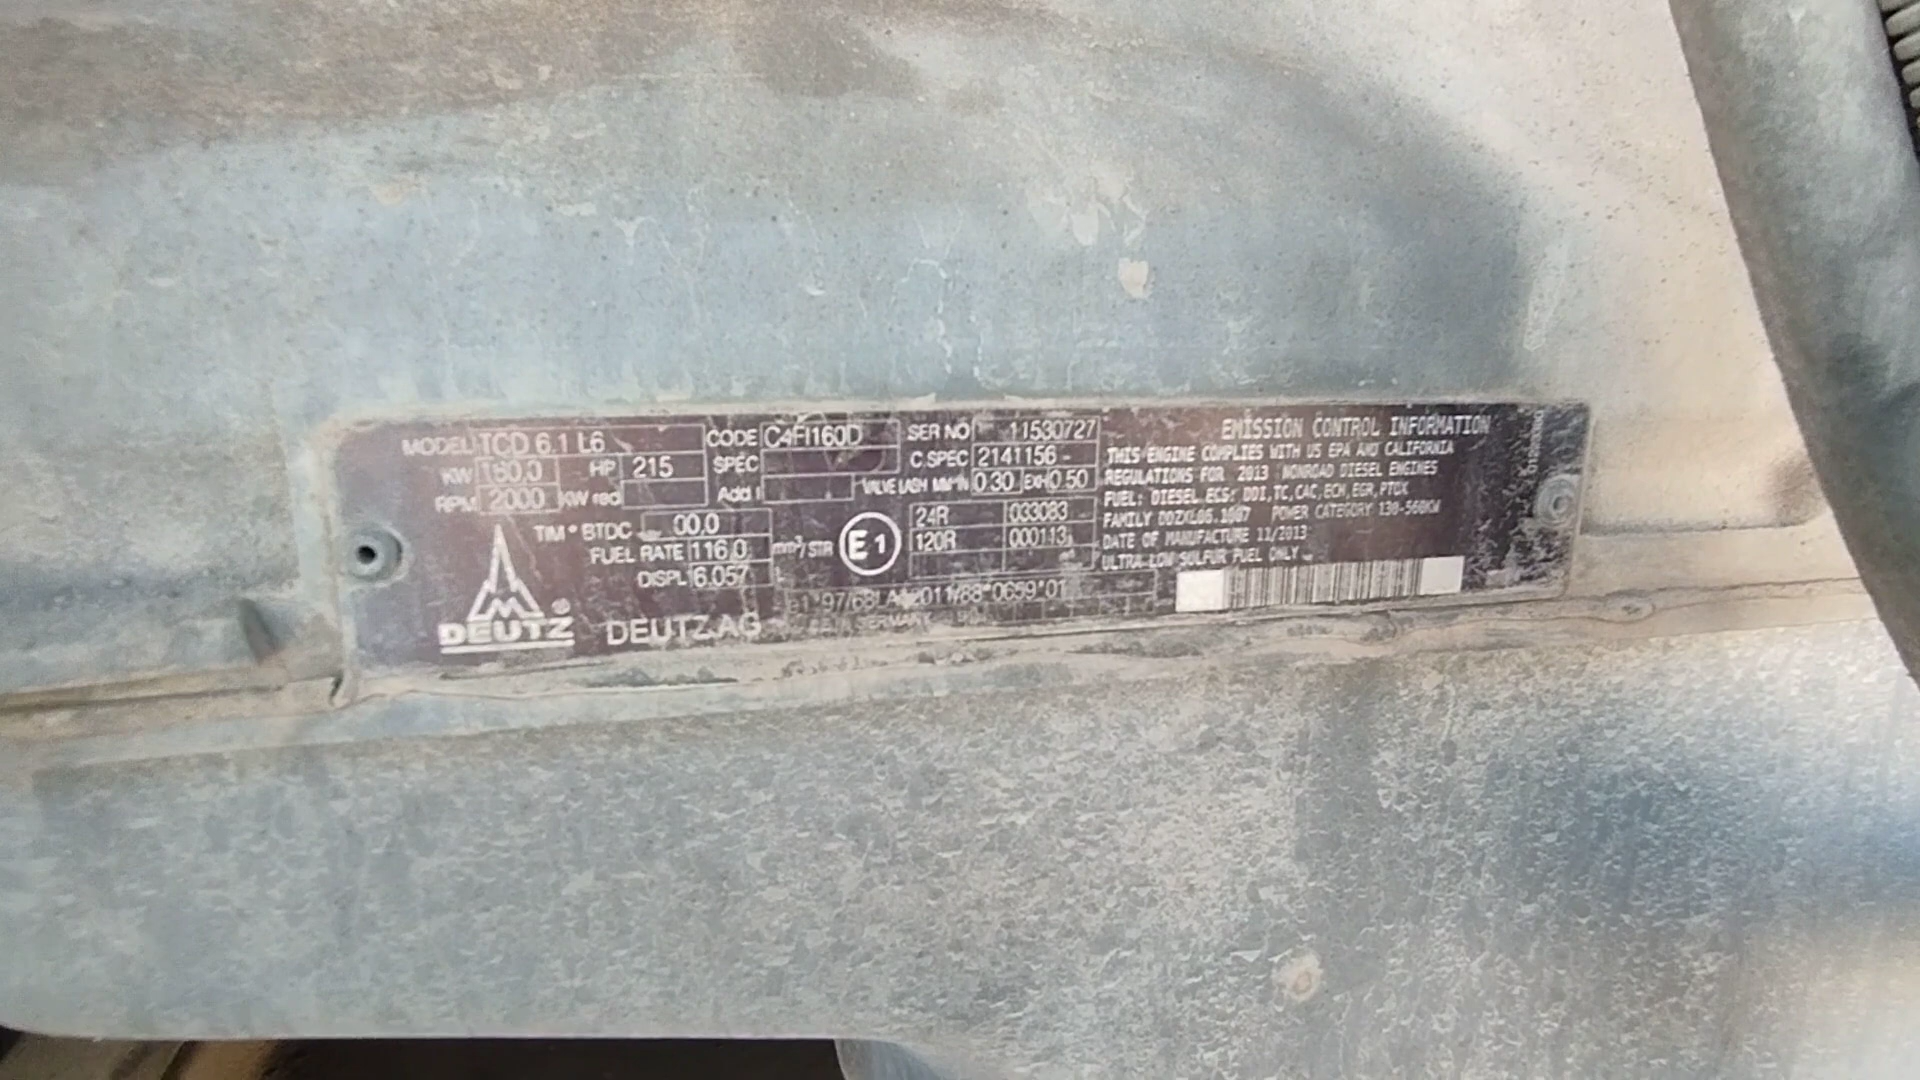 MODEL TCD 6.1 L6
KW 160.0 HP 215
RPM 2000 KW red
CODE C4FI160D
SPEC
Add I
SER NO 11530727
C.SPEC 2141156 -
VALVE LASH MM IN 0.30 EXH 0.50
TIM ° BTDC 00.0
FUEL RATE 116.0 mm³/STR
DISPL 6.057
E1
24R 033083
120R 000113
e1*97/68LA*2011/88*0659*01
DEUTZ ®
DEUTZ AG
GERMANY
EMISSION CONTROL INFORMATION
THIS ENGINE COMPLIES WITH US EPA AND CALIFORNIA
REGULATIONS FOR 2013 NONROAD DIESEL ENGINES
FUEL: DIESEL ECS: DDI,TC,CAC,ECM,EGR,PTOX
FAMILY DDZXL06.1007 POWER CATEGORY 130-560KW
DATE OF MANUFACTURE 11/2013
ULTRA LOW SULFUR FUEL ONLY